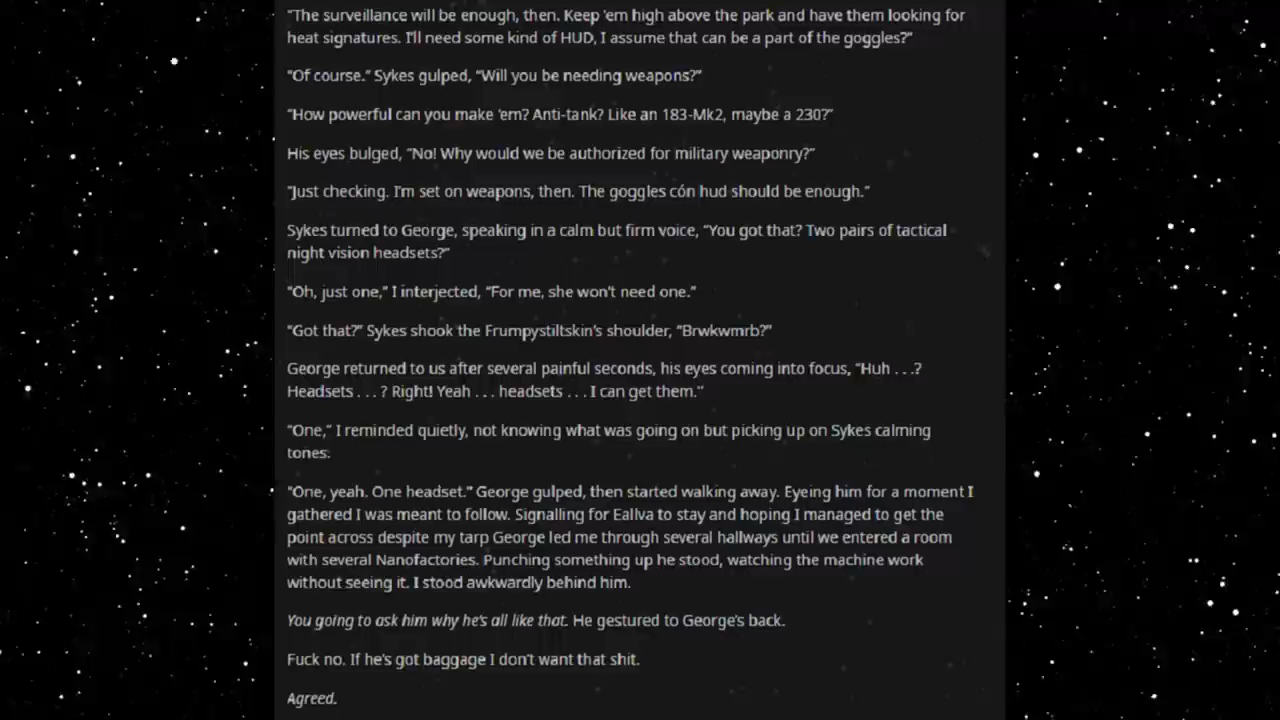 “The surveillance will be enough, then. Keep ‘em high above the park and have them looking for
heat signatures. I’ll need some kind of HUD, I assume that can be a part of the goggles?”
“Of course.” Sykes gulped, “Will you be needing weapons?”
“How powerful can you make ‘em? Anti-tank? Like an 183-Mk2, maybe a 230?”
His eyes bulged, “No! Why would we be authorized for military weaponry?”
“Just checking. I’m set on weapons, then. The goggles cón hud should be enough.”
Sykes turned to George, speaking in a calm but firm voice, “You got that? Two pairs of tactical
night vision headsets?”
“Oh, just one,” I interjected, “For me, she won’t need one.”
“Got that?” Sykes shook the Frumpystiltskin’s shoulder, “Brwkwmrb?”
George returned to us after several painful seconds, his eyes coming into focus, “Huh . . .?
Headsets . . . ? Right! Yeah . . . headsets . . . I can get them.”
“One,” I reminded quietly, not knowing what was going on but picking up on Sykes calming
tones.
“One, yeah. One headset.” George gulped, then started walking away. Eyeing him for a moment I
gathered I was meant to follow. Signalling for Eallva to stay and hoping I managed to get the
point across despite my tarp George led me through several hallways until we entered a room
with several Nanofactories. Punching something up he stood, watching the machine work
without seeing it. I stood awkwardly behind him.
You going to ask him why he’s all like that. He gestured to George’s back.
Fuck no. If he’s got baggage I don’t want that shit.
Agreed.